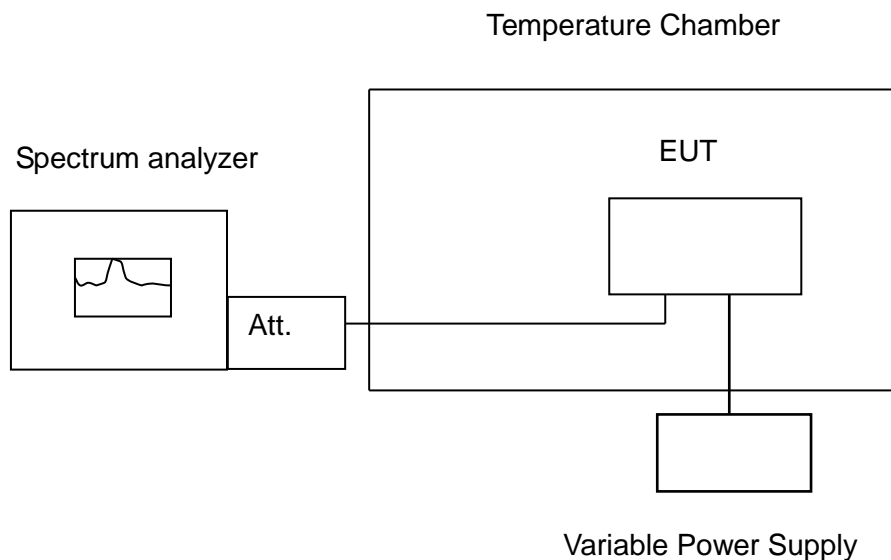 Temperature Chamber
Spectrum analyzer
EUT
Att.
Variable Power Supply